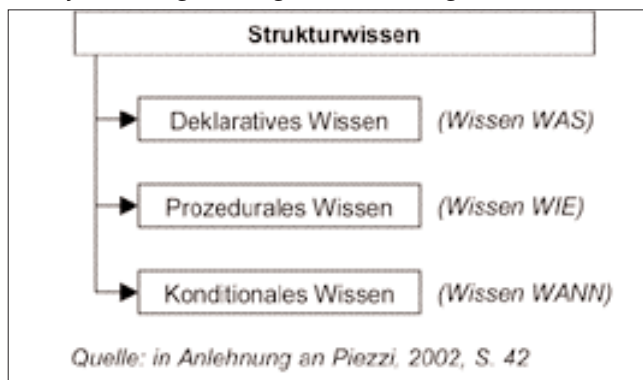 Strukturwissen
Deklaratives Wissen (Wissen WAS)
Prozedurales Wissen (Wissen WIE)
Konditionales Wissen (Wissen WANN)
Quelle: in Anlehnung an Piezzi, 2002, S. 42